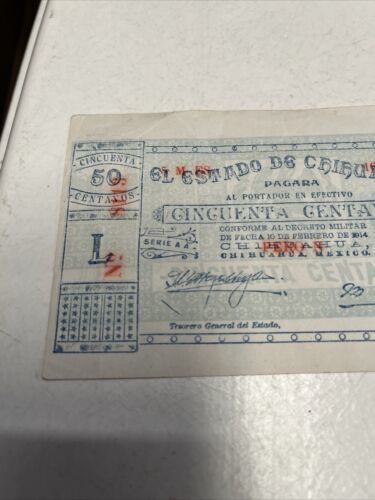 CINCUENTA
50
CENTAVOS
L
EL ESTADO DE CHIHUA
PAGARA
AL PORTADOR EN EFECTIVO
CINCUENTA CENTAV
CONFORME AL DECRETO MILITAR
DE FECHA 10 DE FEBRERO DE 1914.
SERIE A A
CHIHUAHUA,
CHIHUAHUA, MEXICO.
Tesorero General del Estado,